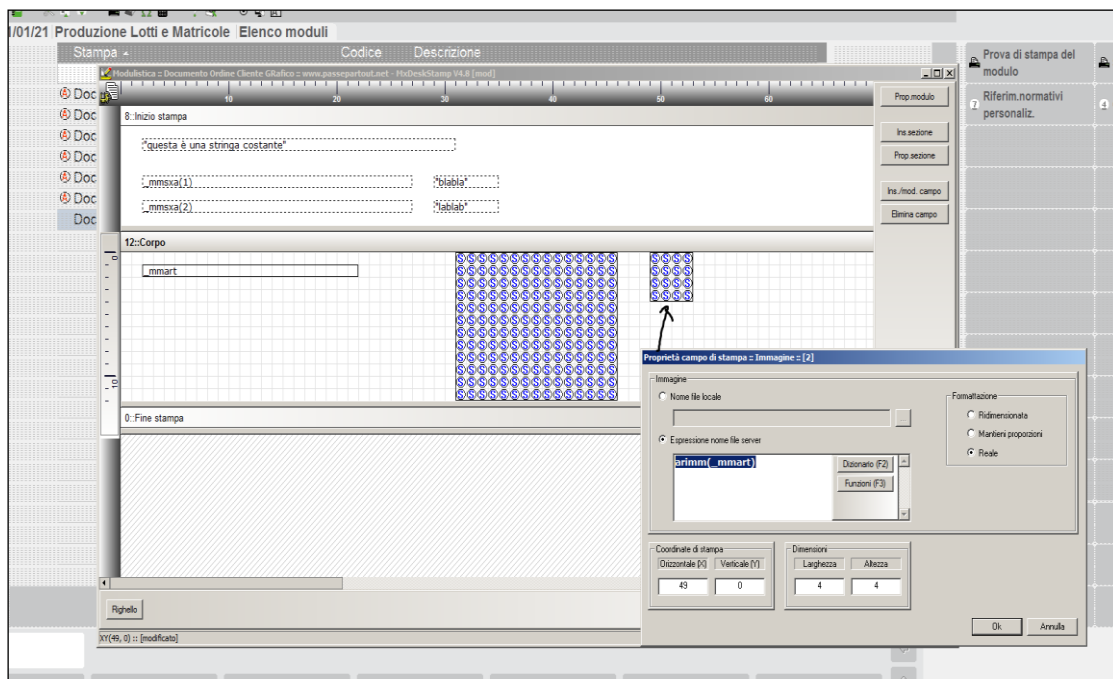 1/01/21 Produzione Lotti e Matricole Elenco moduli
Stampa Codice Descrizione
Prova di stampa del
modulo
Riferim.normativi
7
personaliz.
4
Modulistica :: Documento Ordine Cliente GRafico :: www.passepartout.net - MxDeskStamp V4.8 [mod]
Doc
Doc
Doc
Doc
Doc
Doc
Doc
10 20 30 40 50 60
8::Inizio stampa
"questa è una stringa costante"
_mmsxa(1) "blabla"
_mmsxa(2) "lablab"
12::Corpo
0
_mmart
10
0::Fine stampa
Prop.modulo
Ins.sezione
Prop.sezione
Ins./mod. campo
Elimina campo
Righello
XY(49, 0) :: [modificato]
Proprietà campo di stampa :: Immagine :: [2]
Immagine
Nome file locale
...
Espressione nome file server
arimm(_mmart)
Dizionario (F2)
Funzioni (F3)
Formattazione
Ridimensionata
Mantieni proporzioni
Reale
Coordinate di stampa
Orizzontale (X) Verticale (Y)
49 0
Dimensioni
Larghezza Altezza
4 4
Ok Annulla